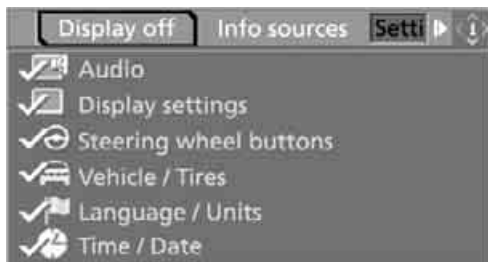 Display off Info sources Setti
Audio
Display settings
Steering wheel buttons
Vehicle / Tires
Language / Units
Time / Date